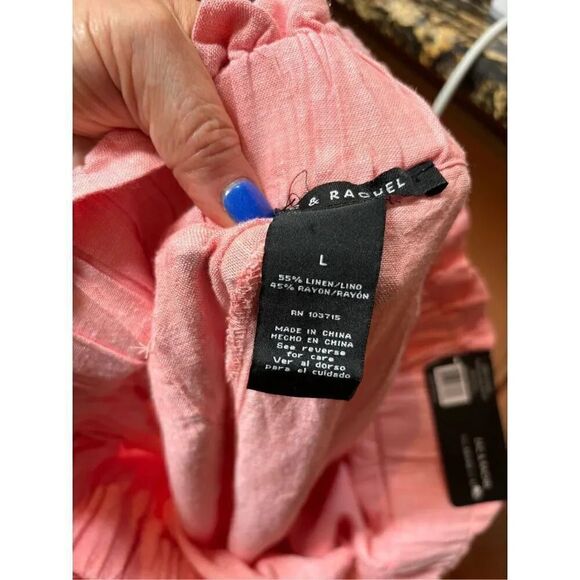 & RAQUEL
L
55% LINEN/LINO
45% RAYON/RAYÓN
RN 103715
MADE IN CHINA
HECHO EN CHINA
See reverse
for care
Ver al dorso
para el cuidado